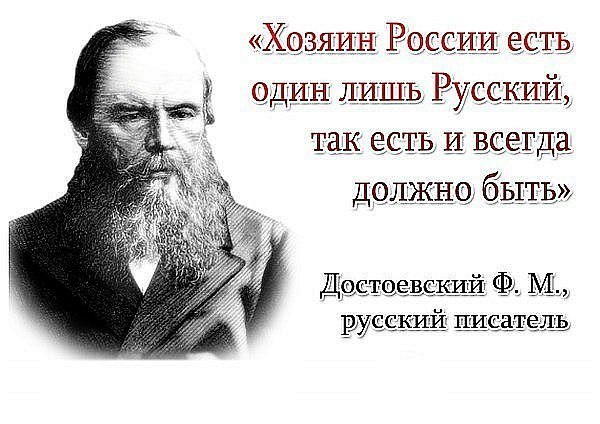 «Хозяин России есть
один лишь Русский,
так есть и всегда
должно быть»
Достоевский Ф. М.,
русский писатель